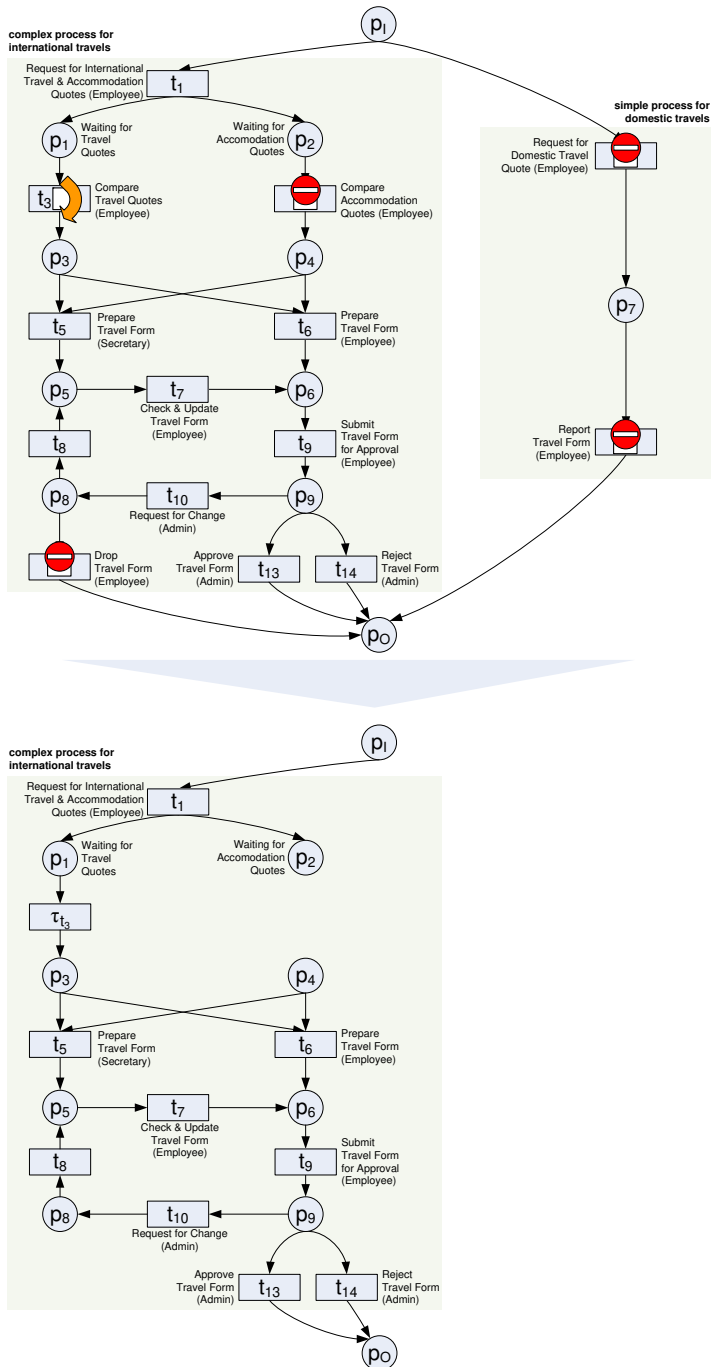 complex process for
international travels
pI
Request for International
Travel & Accommodation
Quotes (Employee)
t1
simple process for
domestic travels
p1
Waiting for
Travel
Quotes
Waiting for
Accomodation
Quotes
p2
Request for
Domestic Travel
Quote (Employee)
t3
Compare
Travel Quotes
(Employee)
Compare
Accommodation
Quotes (Employee)
p3
p4
p7
t5
Prepare
Travel Form
(Secretary)
t6
Prepare
Travel Form
(Employee)
p5
t7
Check & Update
Travel Form
(Employee)
p6
t8
t9
Submit
Travel Form
for Approval
(Employee)
Report
Travel Form
(Employee)
p8
t10
Request for Change
(Admin)
p9
Drop
Travel Form
(Employee)
Approve
Travel Form
(Admin)
t13
t14
Reject
Travel Form
(Admin)
pO
complex process for
international travels
pI
Request for International
Travel & Accommodation
Quotes (Employee)
t1
p1
Waiting for
Travel
Quotes
Waiting for
Accomodation
Quotes
p2
τt3
p3
p4
t5
Prepare
Travel Form
(Secretary)
t6
Prepare
Travel Form
(Employee)
p5
t7
Check & Update
Travel Form
(Employee)
p6
t8
t9
Submit
Travel Form
for Approval
(Employee)
p8
t10
Request for Change
(Admin)
p9
Approve
Travel Form
(Admin)
t13
t14
Reject
Travel Form
(Admin)
pO